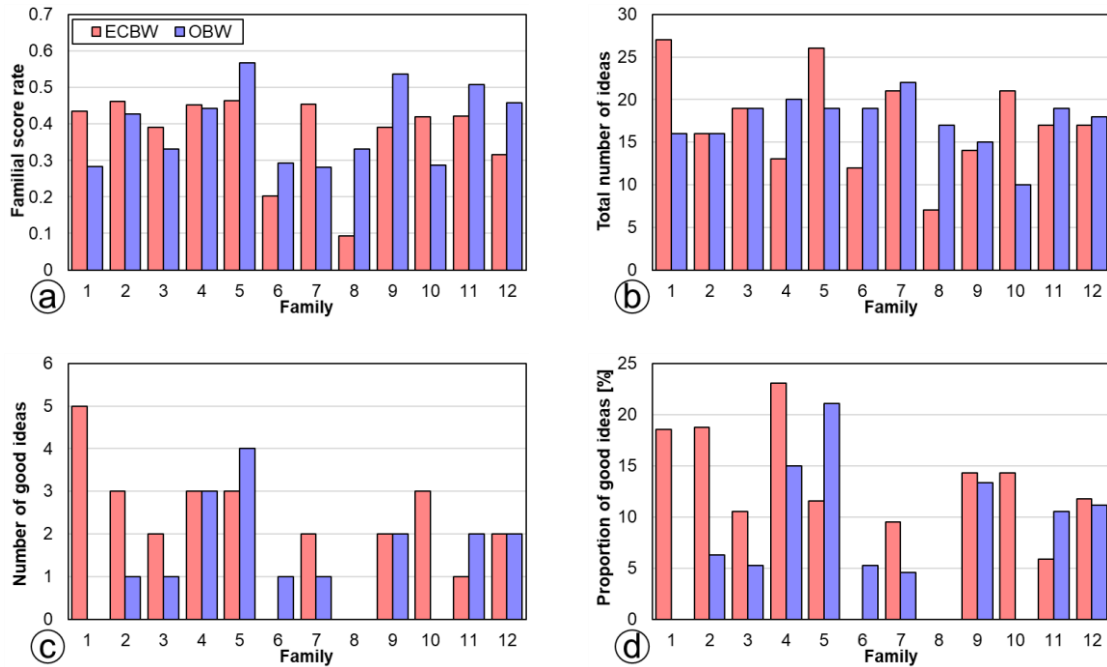 0.7
0.6
0.5
0.4
0.3
0.2
0.1
0
Familial score rate
ECBW OBW
1 2 3 4 5 6 7 8 9 10 11 12
Family
a
30
25
20
15
10
5
0
Total number of ideas
1 2 3 4 5 6 7 8 9 10 11 12
Family
b
6
5
4
3
2
1
0
Number of good ideas
1 2 3 4 5 6 7 8 9 10 11 12
Family
c
25
20
15
10
5
0
Proportion of good ideas [%]
1 2 3 4 5 6 7 8 9 10 11 12
Family
d